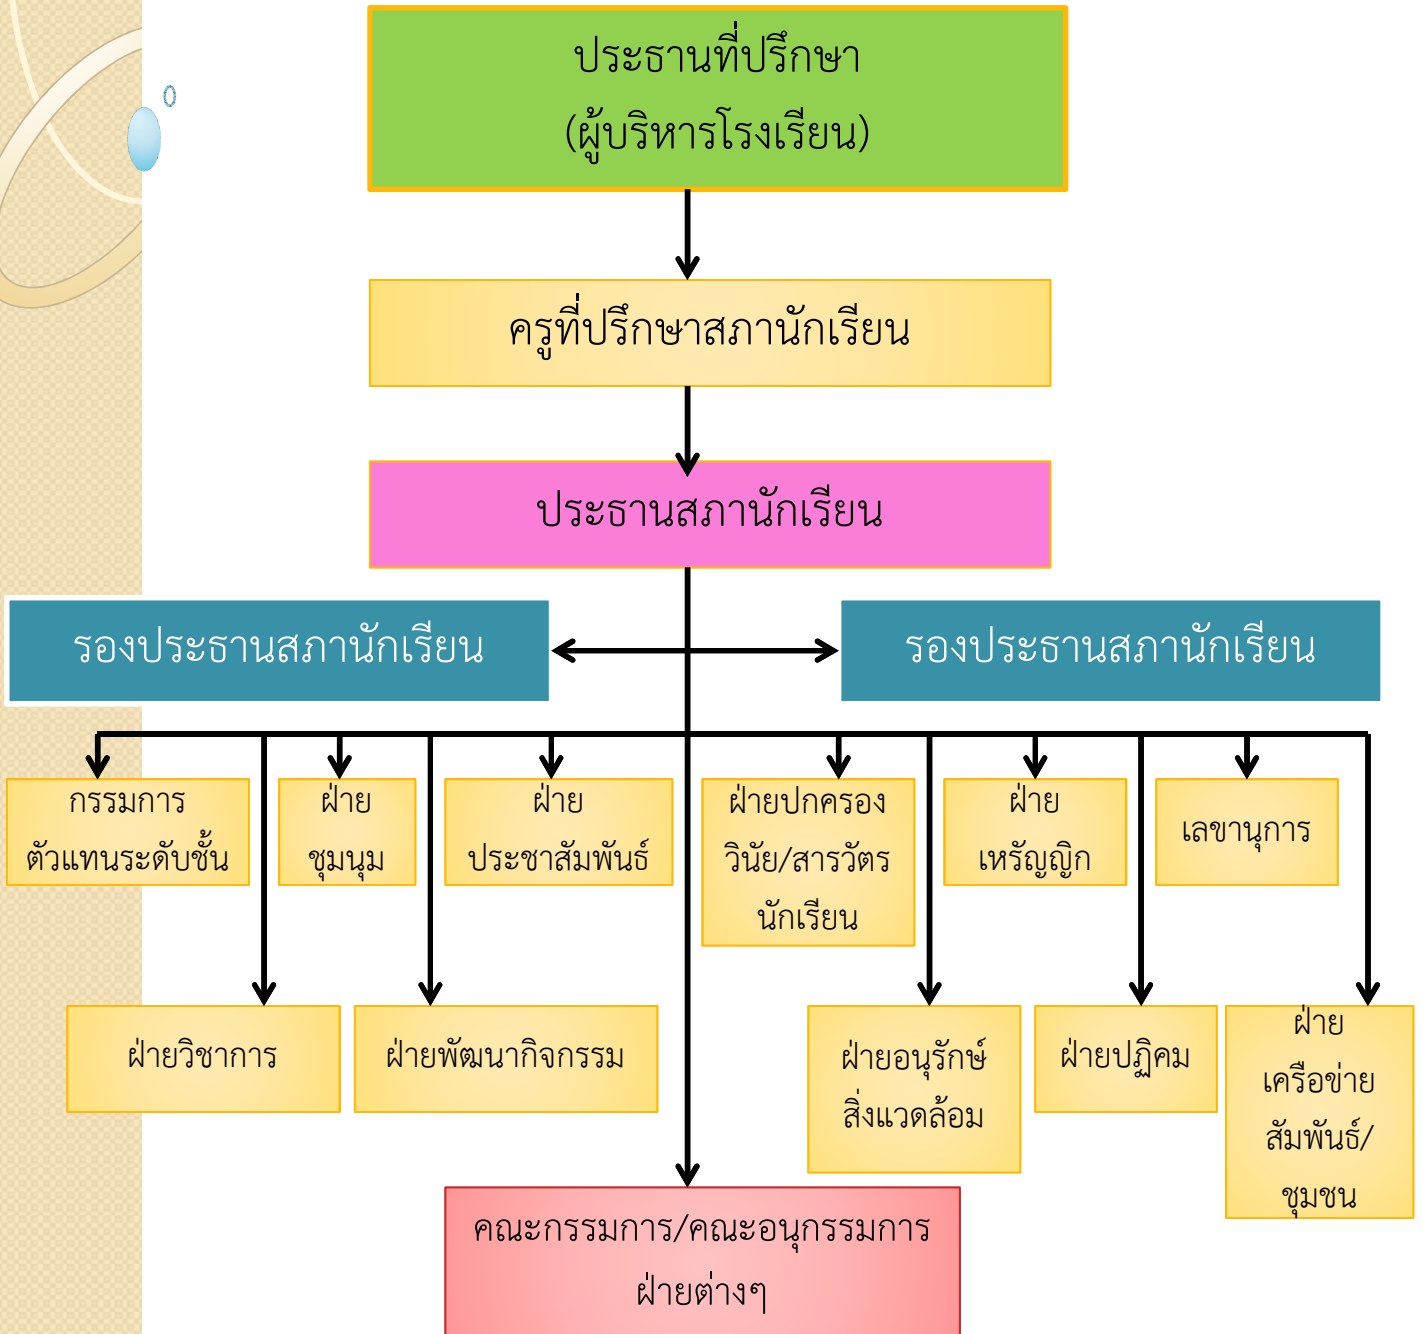 ประธานที่ปรึกษา
(ผู้บริหารโรงเรียน)
ครูที่ปรึกษาสภานักเรียน
ประธานสภานักเรียน
รองประธานสภานักเรียน
รองประธานสภานักเรียน
กรรมการ
ตัวแทนระดับชั้น
ฝ่าย
ชุมนุม
ฝ่าย
ประชาสัมพันธ์
ฝ่ายปกครอง
วินัย/สารวัตร
นักเรียน
ฝ่าย
เหรัญญิก
เลขานุการ
ฝ่ายวิชาการ
ฝ่ายพัฒนากิจกรรม
ฝ่ายอนุรักษ์
สิ่งแวดล้อม
ฝ่ายปฏิคม
ฝ่าย
เครือข่าย
สัมพันธ์/
ชุมชน
คณะกรรมการ/คณะอนุกรรมการ
ฝ่ายต่างๆ